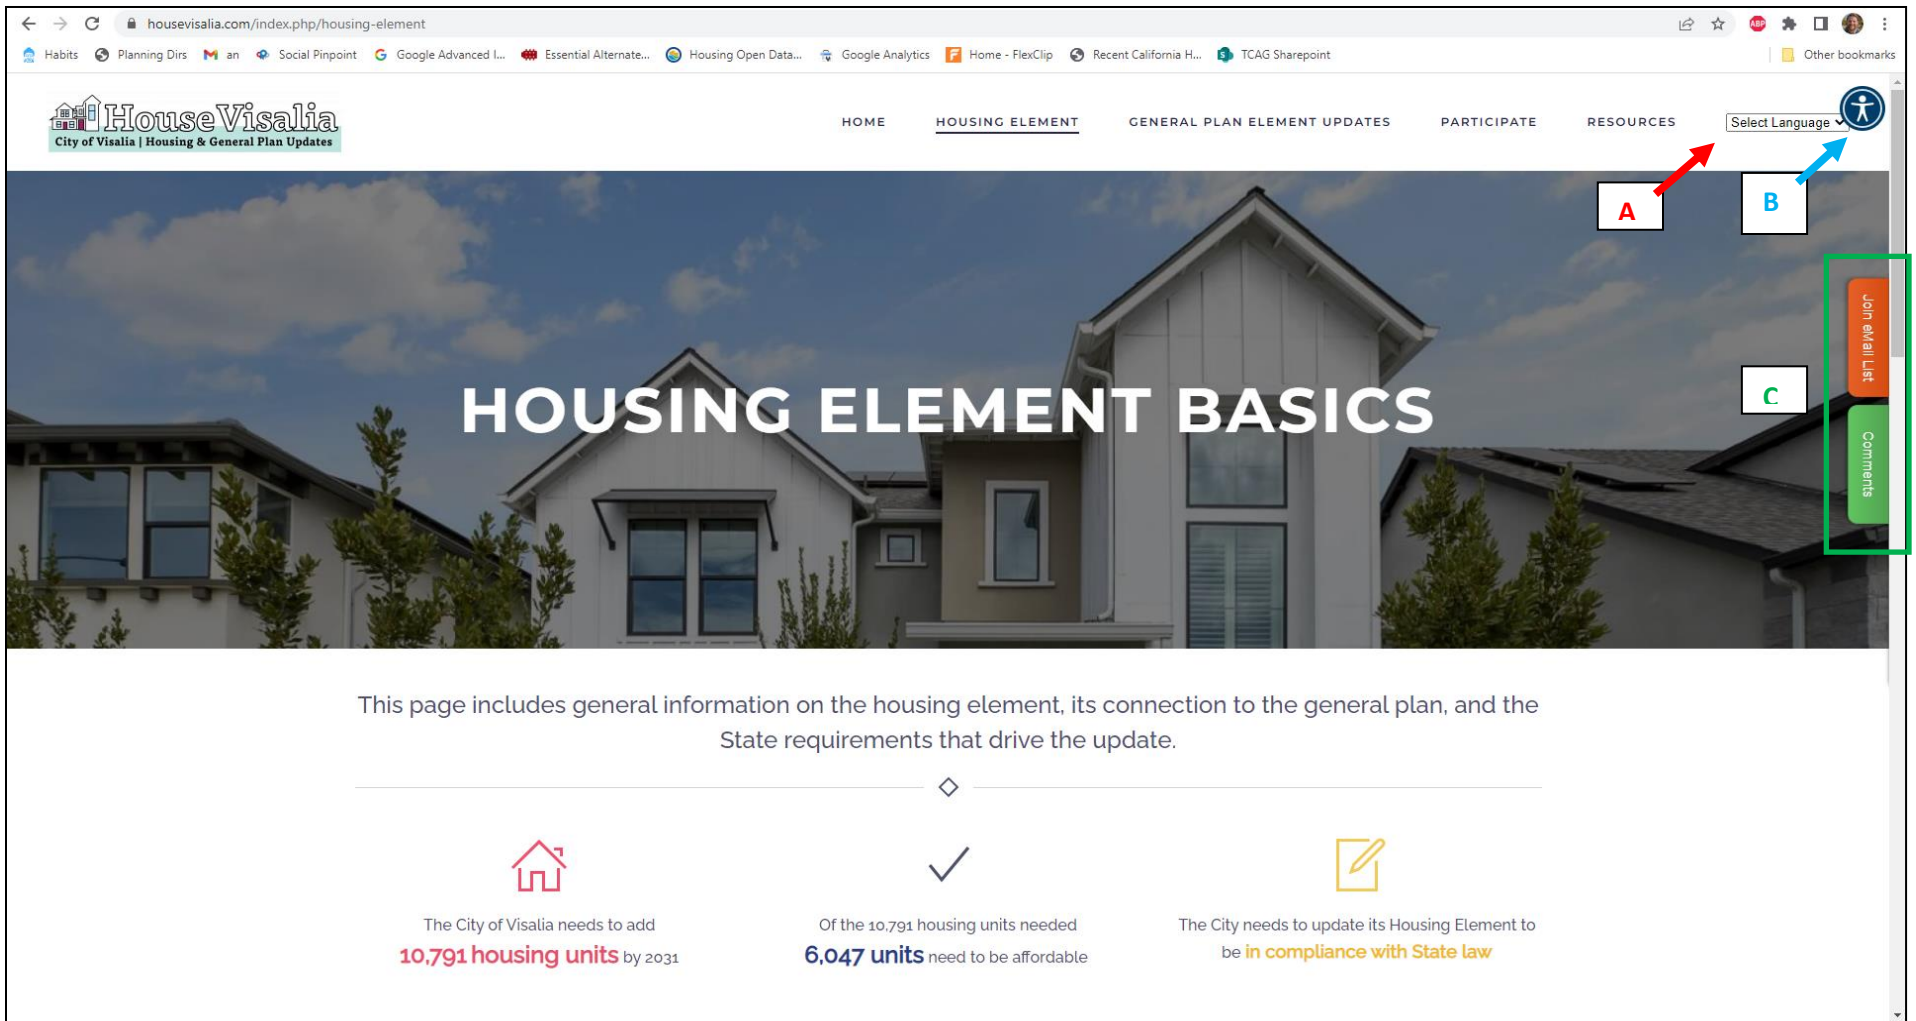 housevisalia.com/index.php/housing-element
ABP
Habits Planning Dirs an Social Pinpoint Google Advanced I... Essential Alternate... Housing Open Data... Google Analytics Home - FlexClip Recent California H... TCAG Sharepoint Other bookmarks
House Visalia
City of Visalia | Housing & General Plan Updates
HOME HOUSING ELEMENT GENERAL PLAN ELEMENT UPDATES PARTICIPATE RESOURCES Select Language
A
B
Join eMail List
C
Comments
HOUSING ELEMENT BASICS
This page includes general information on the housing element, its connection to the general plan, and the
State requirements that drive the update.
The City of Visalia needs to add
10,791 housing units by 2031
Of the 10,791 housing units needed
6,047 units need to be affordable
The City needs to update its Housing Element to
be in compliance with State law